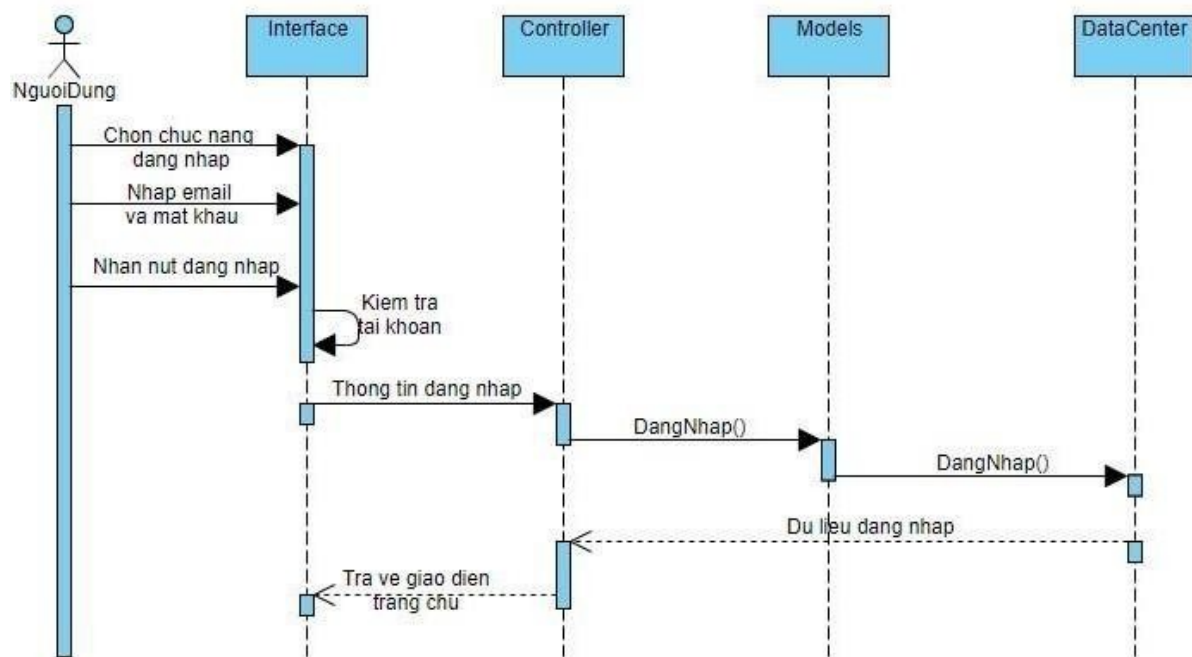 Interface
Controller
Models
DataCenter
NguoiDung
Chon chuc nang
dang nhap
Nhap email
va mat khau
Nhan nut dang nhap
Kiem tra
tai khoan
Thong tin dang nhap
DangNhap()
DangNhap()
Du lieu dang nhap
Tra ve giao dien
trang chu